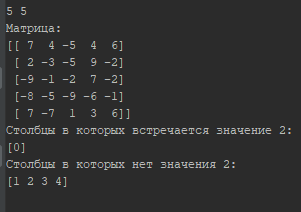 5 5
Матрица:
[[ 7  4 -5  4  6]
 [ 2 -3 -5  9 -2]
 [-9 -1 -2  7 -2]
 [-8 -5 -9 -6 -1]
 [ 7 -7  1  3  6]]
Столбцы в которых встречается значение 2:
[0]
Столбцы в которых нет значения 2:
[1 2 3 4]